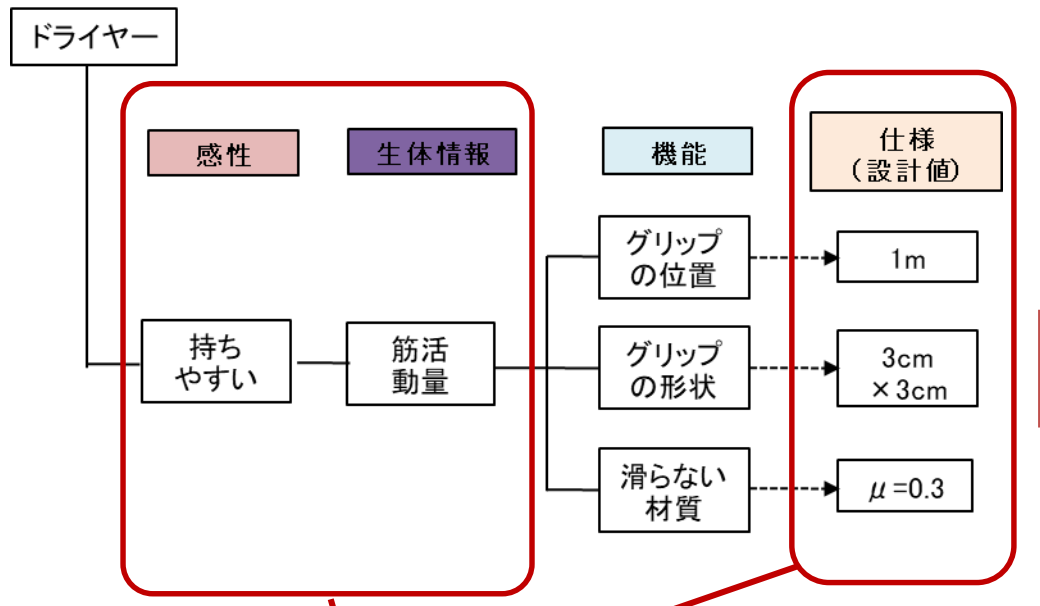 ドライヤー
感性
生体情報
機能
仕様
(設計値)
グリップ
の位置
1m
持ち
やすい
筋活
動量
グリップ
の形状
3cm
×3cm
滑らない
材質
μ=0.3